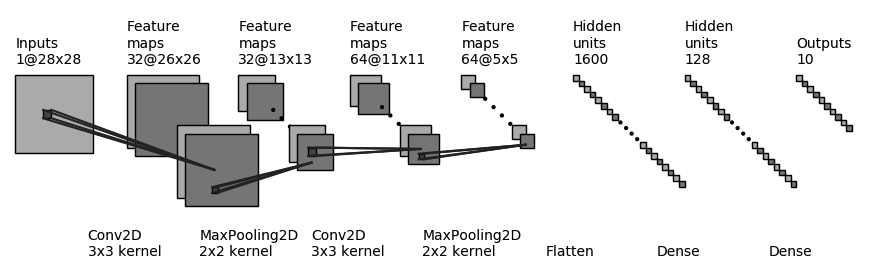 Inputs
1@28x28
Feature
maps
32@26x26
Feature
maps
32@13x13
Feature
maps
64@11x11
Feature
maps
64@5x5
Hidden
units
1600
Hidden
units
128
Outputs
10
Conv2D
3x3 kernel
MaxPooling2D
2x2 kernel
Conv2D
3x3 kernel
MaxPooling2D
2x2 kernel
Flatten
Dense
Dense